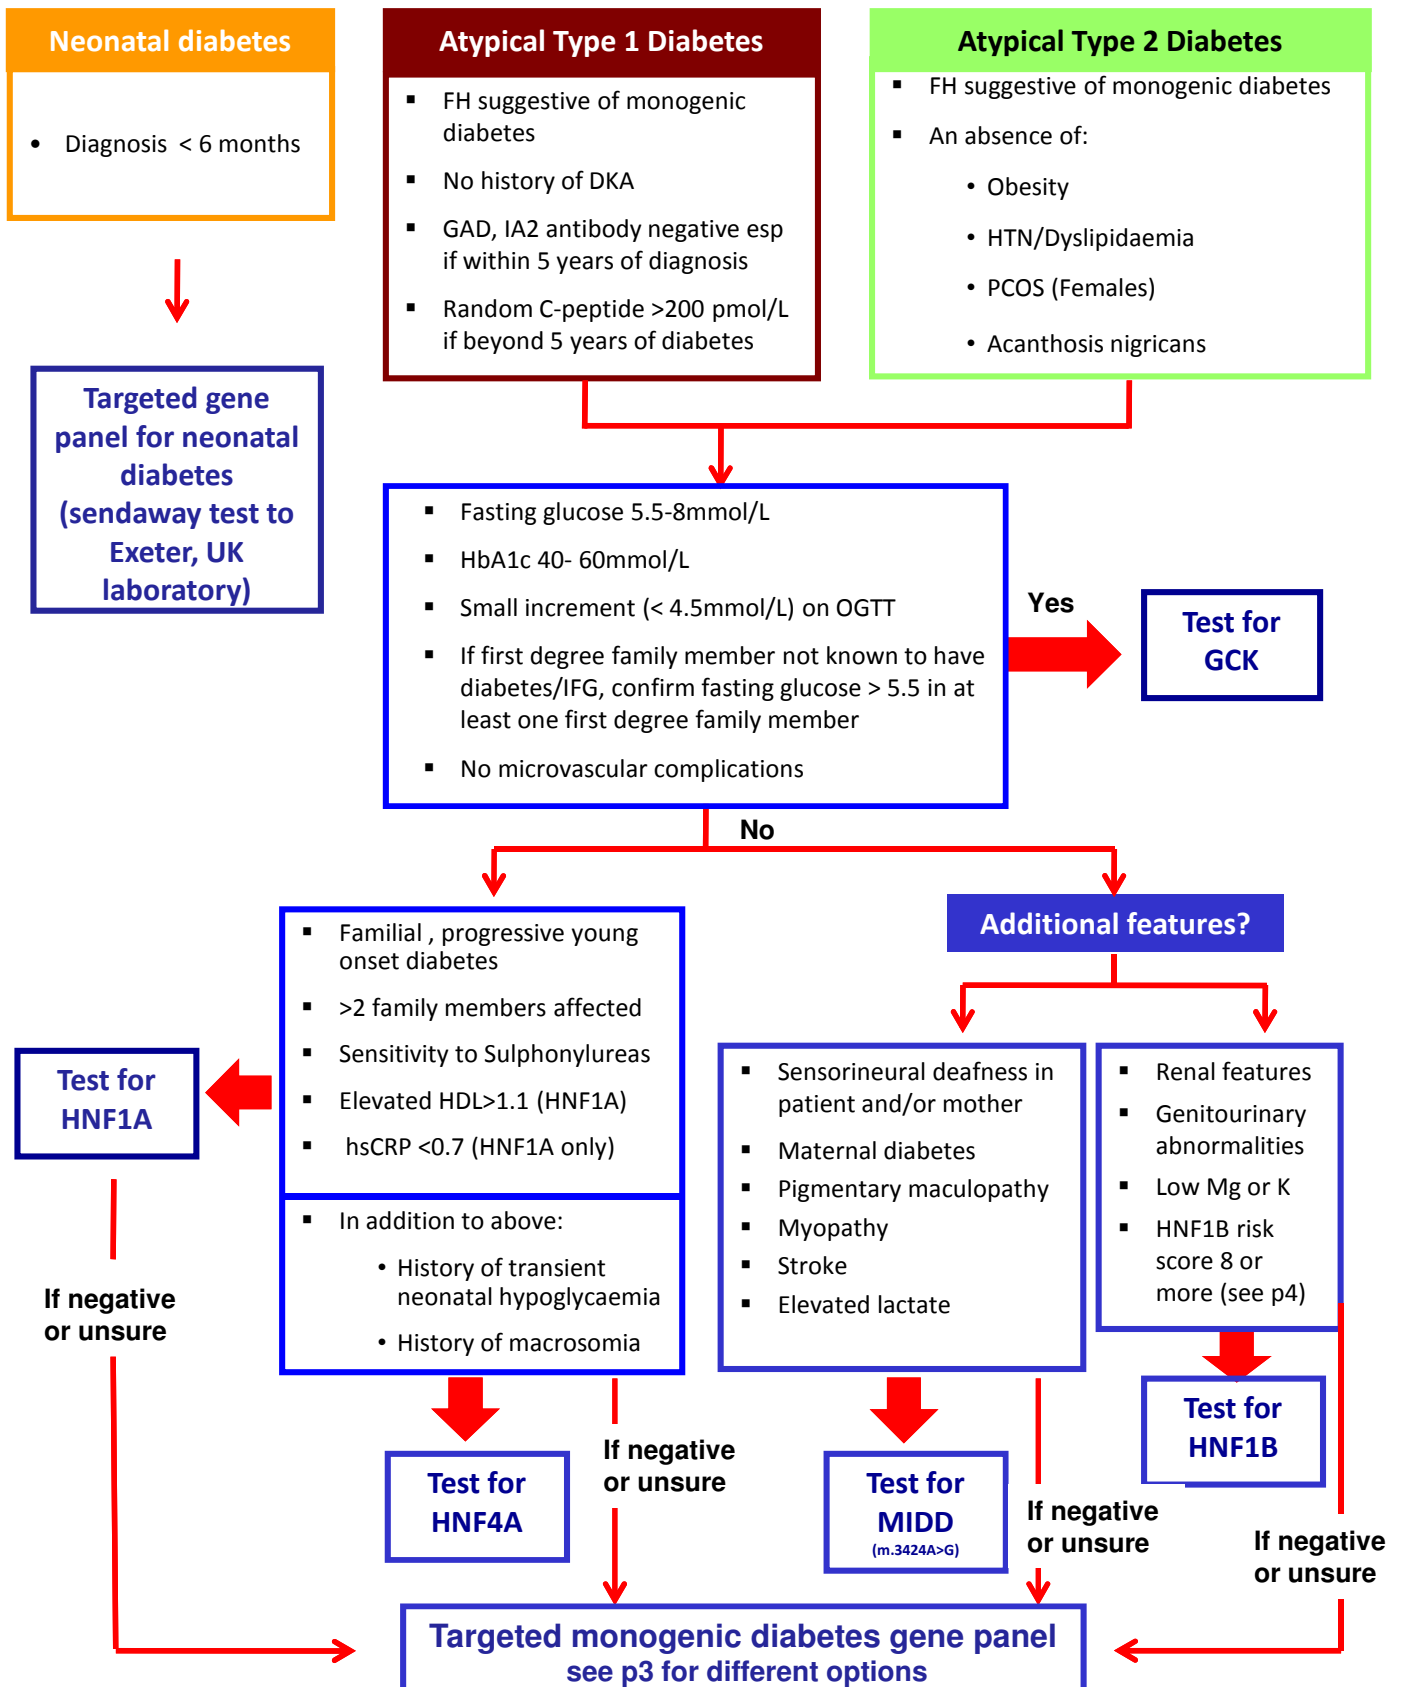 Neonatal diabetes
• Diagnosis < 6 months
Targeted gene
panel for neonatal
diabetes
(sendaway test to
Exeter, UK
laboratory)
Atypical Type 1 Diabetes
▪ FH suggestive of monogenic
diabetes
▪ No history of DKA
▪ GAD, IA2 antibody negative esp
if within 5 years of diagnosis
▪ Random C-peptide >200 pmol/L
if beyond 5 years of diabetes
Atypical Type 2 Diabetes
▪ FH suggestive of monogenic diabetes
▪ An absence of:
• Obesity
• HTN/Dyslipidaemia
• PCOS (Females)
• Acanthosis nigricans
▪ Fasting glucose 5.5-8mmol/L
▪ HbA1c 40- 60mmol/L
▪ Small increment (< 4.5mmol/L) on OGTT
▪ If first degree family member not known to have
diabetes/IFG, confirm fasting glucose > 5.5 in at
least one first degree family member
▪ No microvascular complications
Yes
Test for
GCK
No
▪ Familial , progressive young
onset diabetes
▪ >2 family members affected
▪ Sensitivity to Sulphonylureas
▪ Elevated HDL>1.1 (HNF1A)
▪ hsCRP <0.7 (HNF1A only)
▪ In addition to above:
• History of transient
neonatal hypoglycaemia
• History of macrosomia
Test for
HNF1A
If negative
or unsure
Test for
HNF4A
If negative
or unsure
Additional features?
▪ Sensorineural deafness in
patient and/or mother
▪ Maternal diabetes
▪ Pigmentary maculopathy
▪ Myopathy
▪ Stroke
▪ Elevated lactate
Test for
MIDD
(m.3424A>G)
If negative
or unsure
▪ Renal features
▪ Genitourinary
abnormalities
▪ Low Mg or K
▪ HNF1B risk
score 8 or
more (see p4)
Test for
HNF1B
If negative
or unsure
Targeted monogenic diabetes gene panel
see p3 for different options